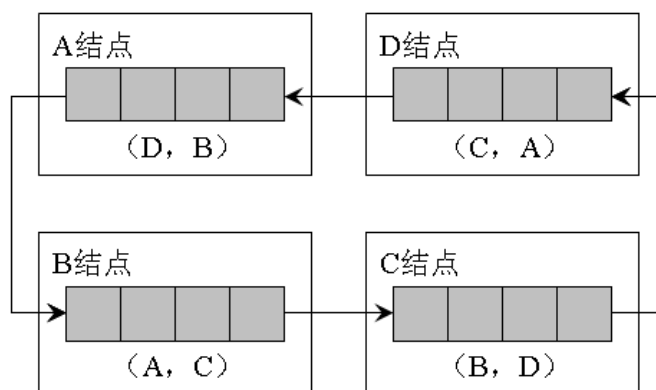 A结点
（D，B）
D结点
（C，A）
B结点
（A，C）
C结点
（B，D）